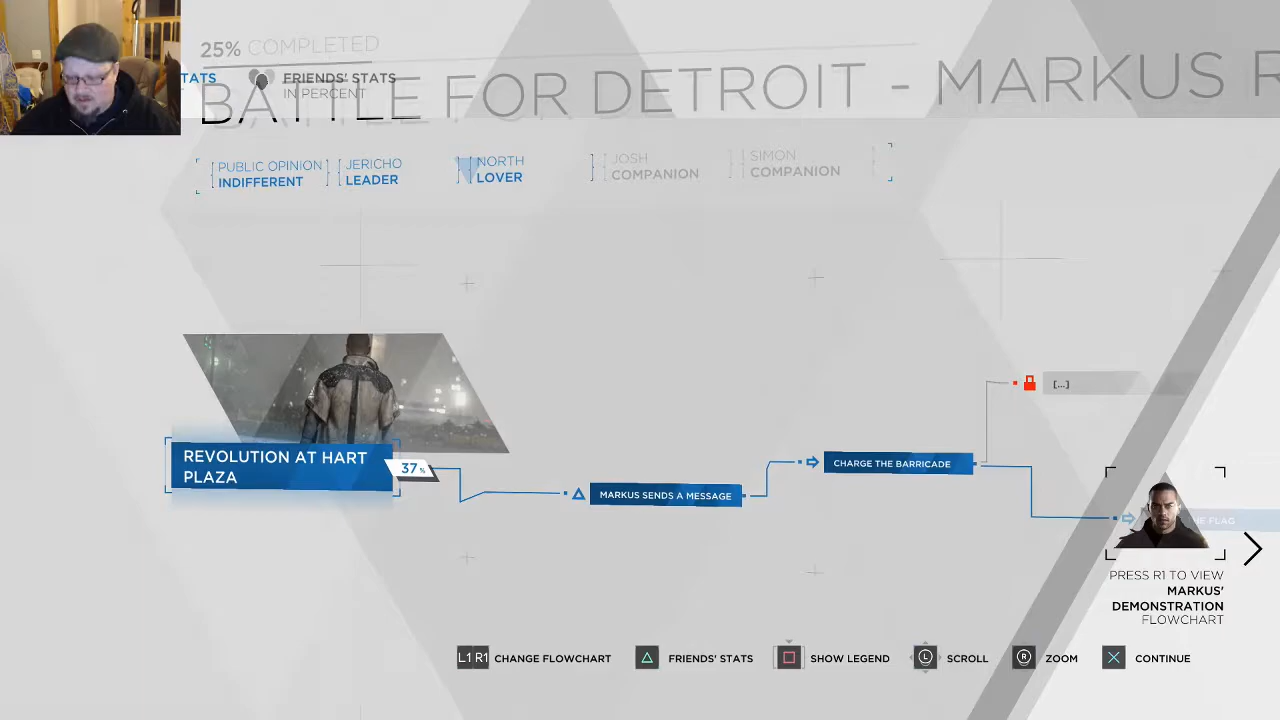 25% COMPLETED
TATS
FRIENDS' STATS
IN PERCENT
BATTLE FOR DETROIT - MARKUS R
PUBLIC OPINION
INDIFFERENT
JERICHO
LEADER
NORTH
LOVER
JOSH
COMPANION
SIMON
COMPANION
[...]
REVOLUTION AT HART
PLAZA
37%
MARKUS SENDS A MESSAGE
CHARGE THE BARRICADE
FLAG
PRESS R1 TO VIEW
MARKUS'
DEMONSTRATION
FLOWCHART
L1 R1 CHANGE FLOWCHART
FRIENDS' STATS
SHOW LEGEND
L SCROLL
R ZOOM
CONTINUE